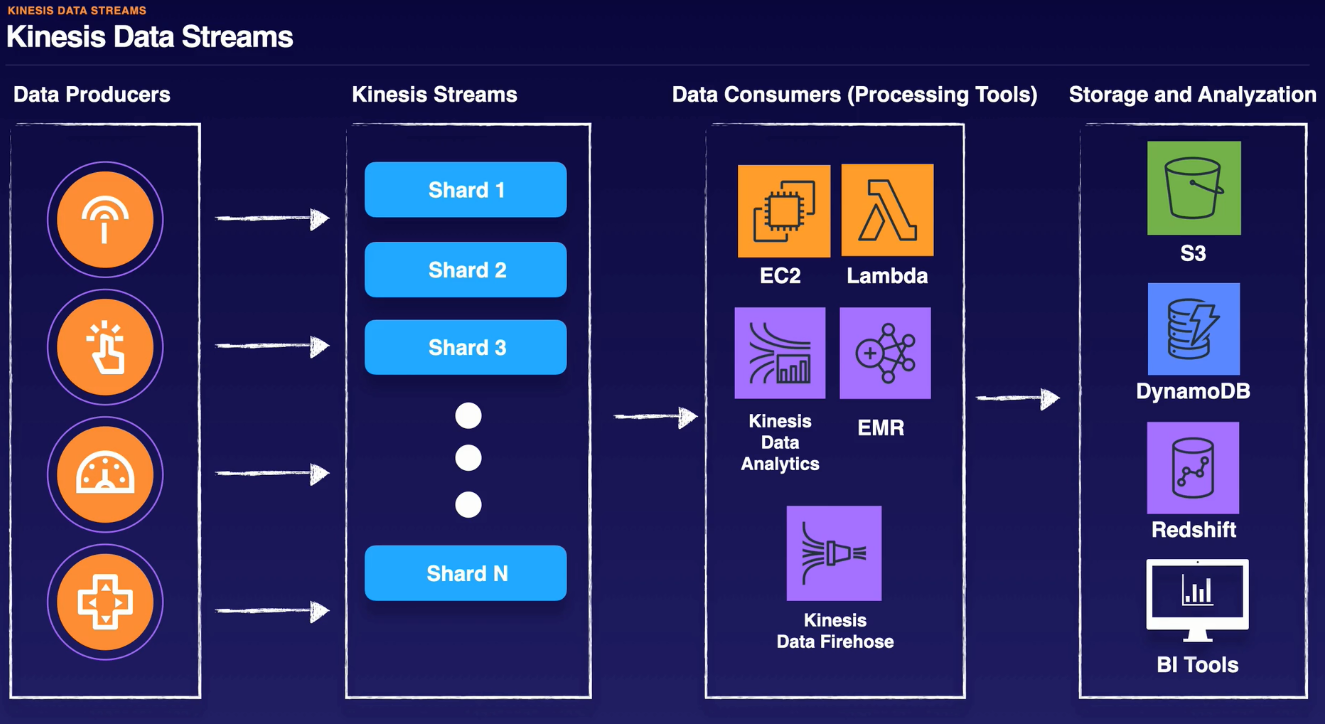 KINESIS DATA STREAMS
Kinesis Data Streams
Data Producers
Kinesis Streams
Shard 1
Shard 2
Shard 3
Shard N
Data Consumers (Processing Tools)
EC2
Lambda
Kinesis
Data
Analytics
EMR
Kinesis
Data Firehose
Storage and Analyzation
S3
DynamoDB
Redshift
BI Tools